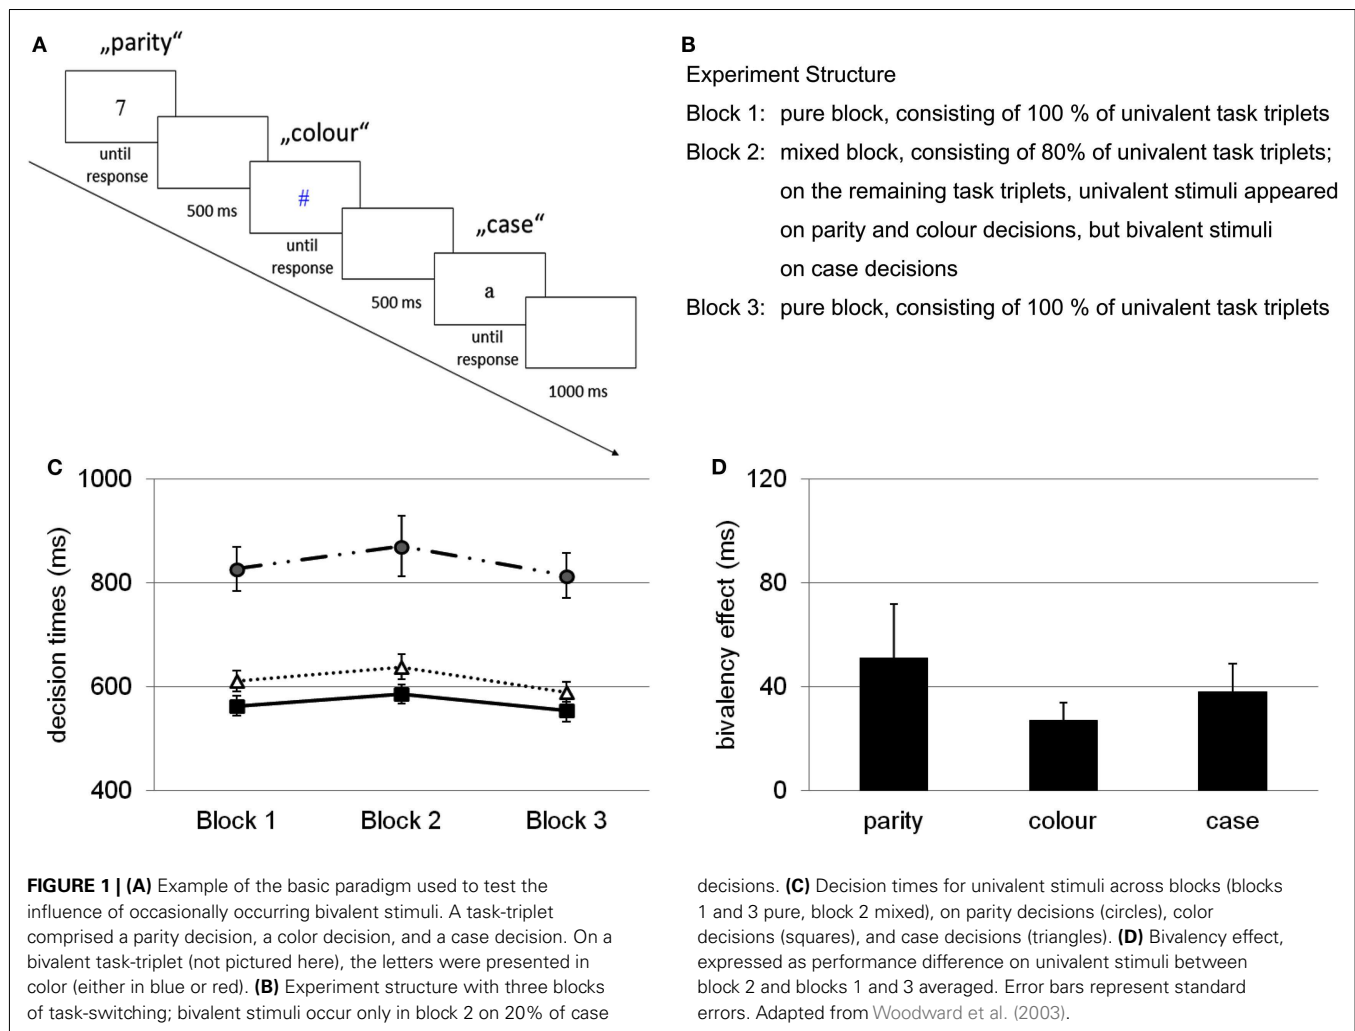 A
„parity“
7
until
response
500 ms
„colour“
#
until
response
500 ms
„case“
a
until
response
1000 ms
B
Experiment Structure
Block 1: pure block, consisting of 100 % of univalent task triplets
Block 2: mixed block, consisting of 80% of univalent task triplets;
on the remaining task triplets, univalent stimuli appeared
on parity and colour decisions, but bivalent stimuli
on case decisions
Block 3: pure block, consisting of 100 % of univalent task triplets
C
decision times (ms)
1000
800
600
400
Block 1 Block 2 Block 3
D
bivalency effect (ms)
120
80
40
0
parity colour case
FIGURE 1 | (A) Example of the basic paradigm used to test the
influence of occasionally occurring bivalent stimuli. A task-triplet
comprised a parity decision, a color decision, and a case decision. On a
bivalent task-triplet (not pictured here), the letters were presented in
color (either in blue or red). (B) Experiment structure with three blocks
of task-switching; bivalent stimuli occur only in block 2 on 20% of case
decisions. (C) Decision times for univalent stimuli across blocks (blocks
1 and 3 pure, block 2 mixed), on parity decisions (circles), color
decisions (squares), and case decisions (triangles). (D) Bivalency effect,
expressed as performance difference on univalent stimuli between
block 2 and blocks 1 and 3 averaged. Error bars represent standard
errors. Adapted from Woodward et al. (2003).